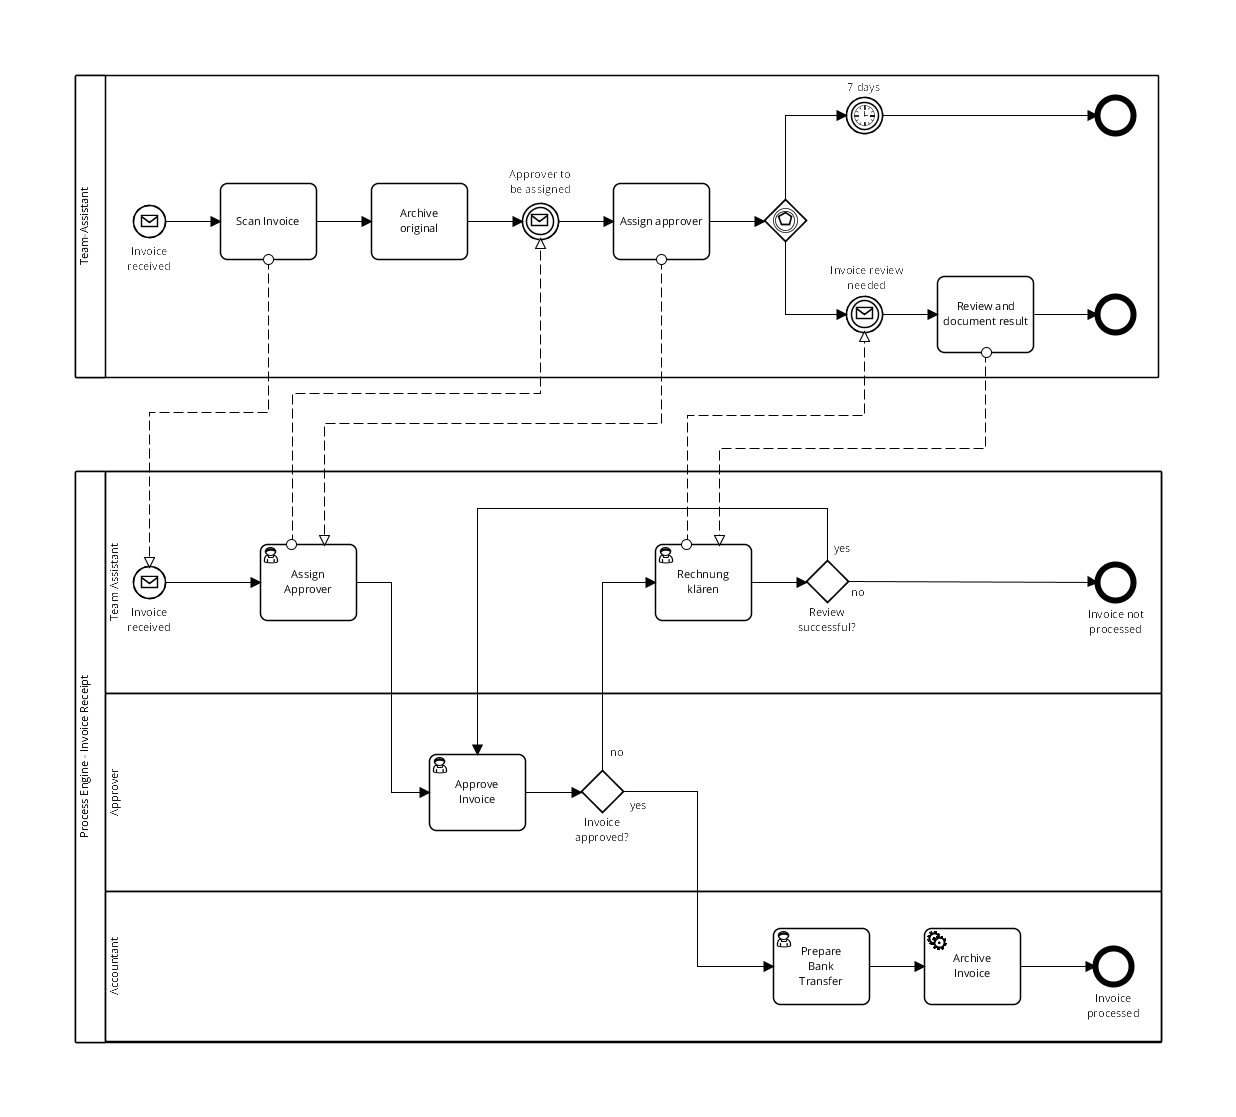 Team-Assistant
7 days
Approver to
be assigned
Scan Invoice
Archive
original
Assign approver
Invoice
received
Invoice review
needed
Review and
document result
Process Engine - Invoice Receipt
Team Assistant
Invoice
received
Assign
Approver
Rechnung
klären
yes
no
Review
successful?
Invoice not
processed
Approver
Approve
Invoice
no
yes
Invoice
approved?
Accountant
Prepare
Bank
Transfer
Archive
Invoice
Invoice
processed